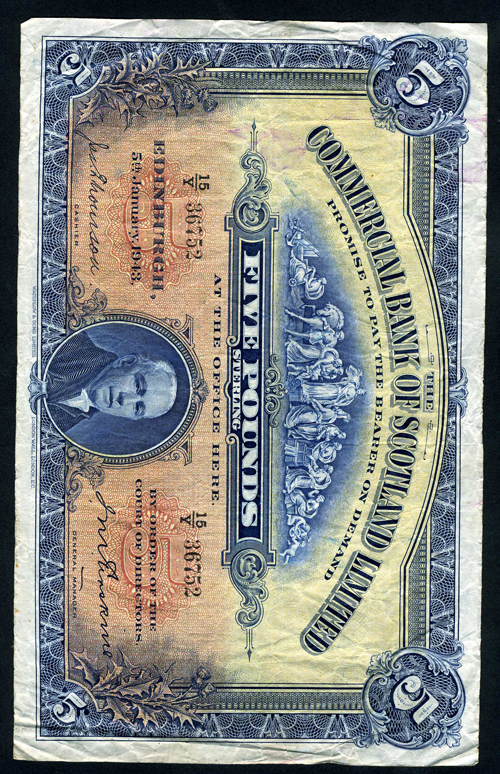 5 5
THE
COMMERCIAL BANK OF SCOTLAND LIMITED
PROMISE TO PAY THE BEARER ON DEMAND
FIVE POUNDS
STERLING
AT THE OFFICE HERE.
15/Y 36752 15/Y 36752
EDINBURGH,
5th January, 1943.
BY ORDER OF THE
COURT OF DIRECTORS.
CASHIER
GENERAL MANAGER
5 5